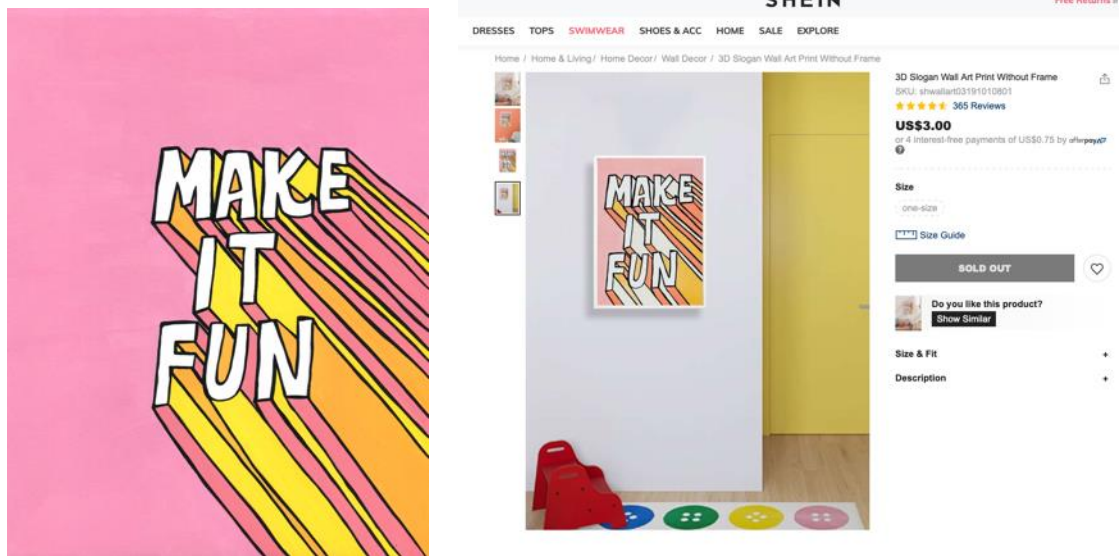 MAKE
IT
FUN
SHEIN
Free Returns
DRESSES TOPS SWIMWEAR SHOES & ACC HOME SALE EXPLORE
Home / Home & Living / Home Decor / Wall Decor / 3D Slogan Wall Art Print Without Frame
MAKE
IT
FUN
3D Slogan Wall Art Print Without Frame
SKU: shwallart03191010801
365 Reviews
US$3.00
or 4 interest-free payments of US$0.75 by afterpay
?
Size
one-size
Size Guide
SOLD OUT
Do you like this product?
Show Similar
Size & Fit +
Description +